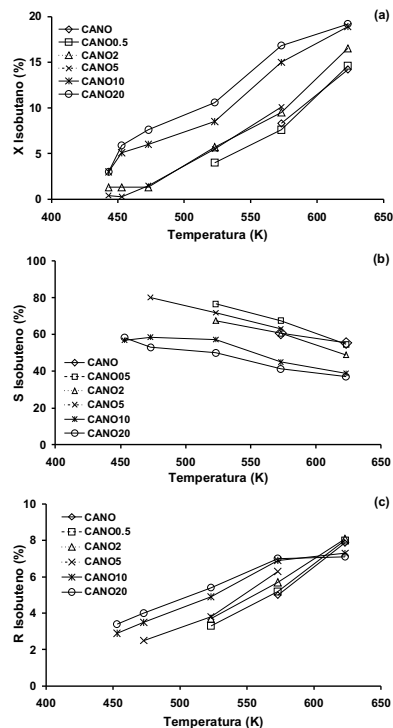 (a)
X Isobutano (%)
20
15
10
5
0
CANO
CANO0.5
CANO2
CANO5
CANO10
CANO20
400 450 500 550 600 650
Temperatura (K)
(b)
S Isobuteno (%)
100
80
60
40
20
0
CANO
CANO05
CANO2
CANO5
CANO10
CANO20
400 450 500 550 600 650
Temperatura (K)
(c)
R Isobuteno (%)
8
6
4
2
0
CANO
CANO0.5
CANO2
CANO5
CANO10
CANO20
400 450 500 550 600 650
Temperatura (K)